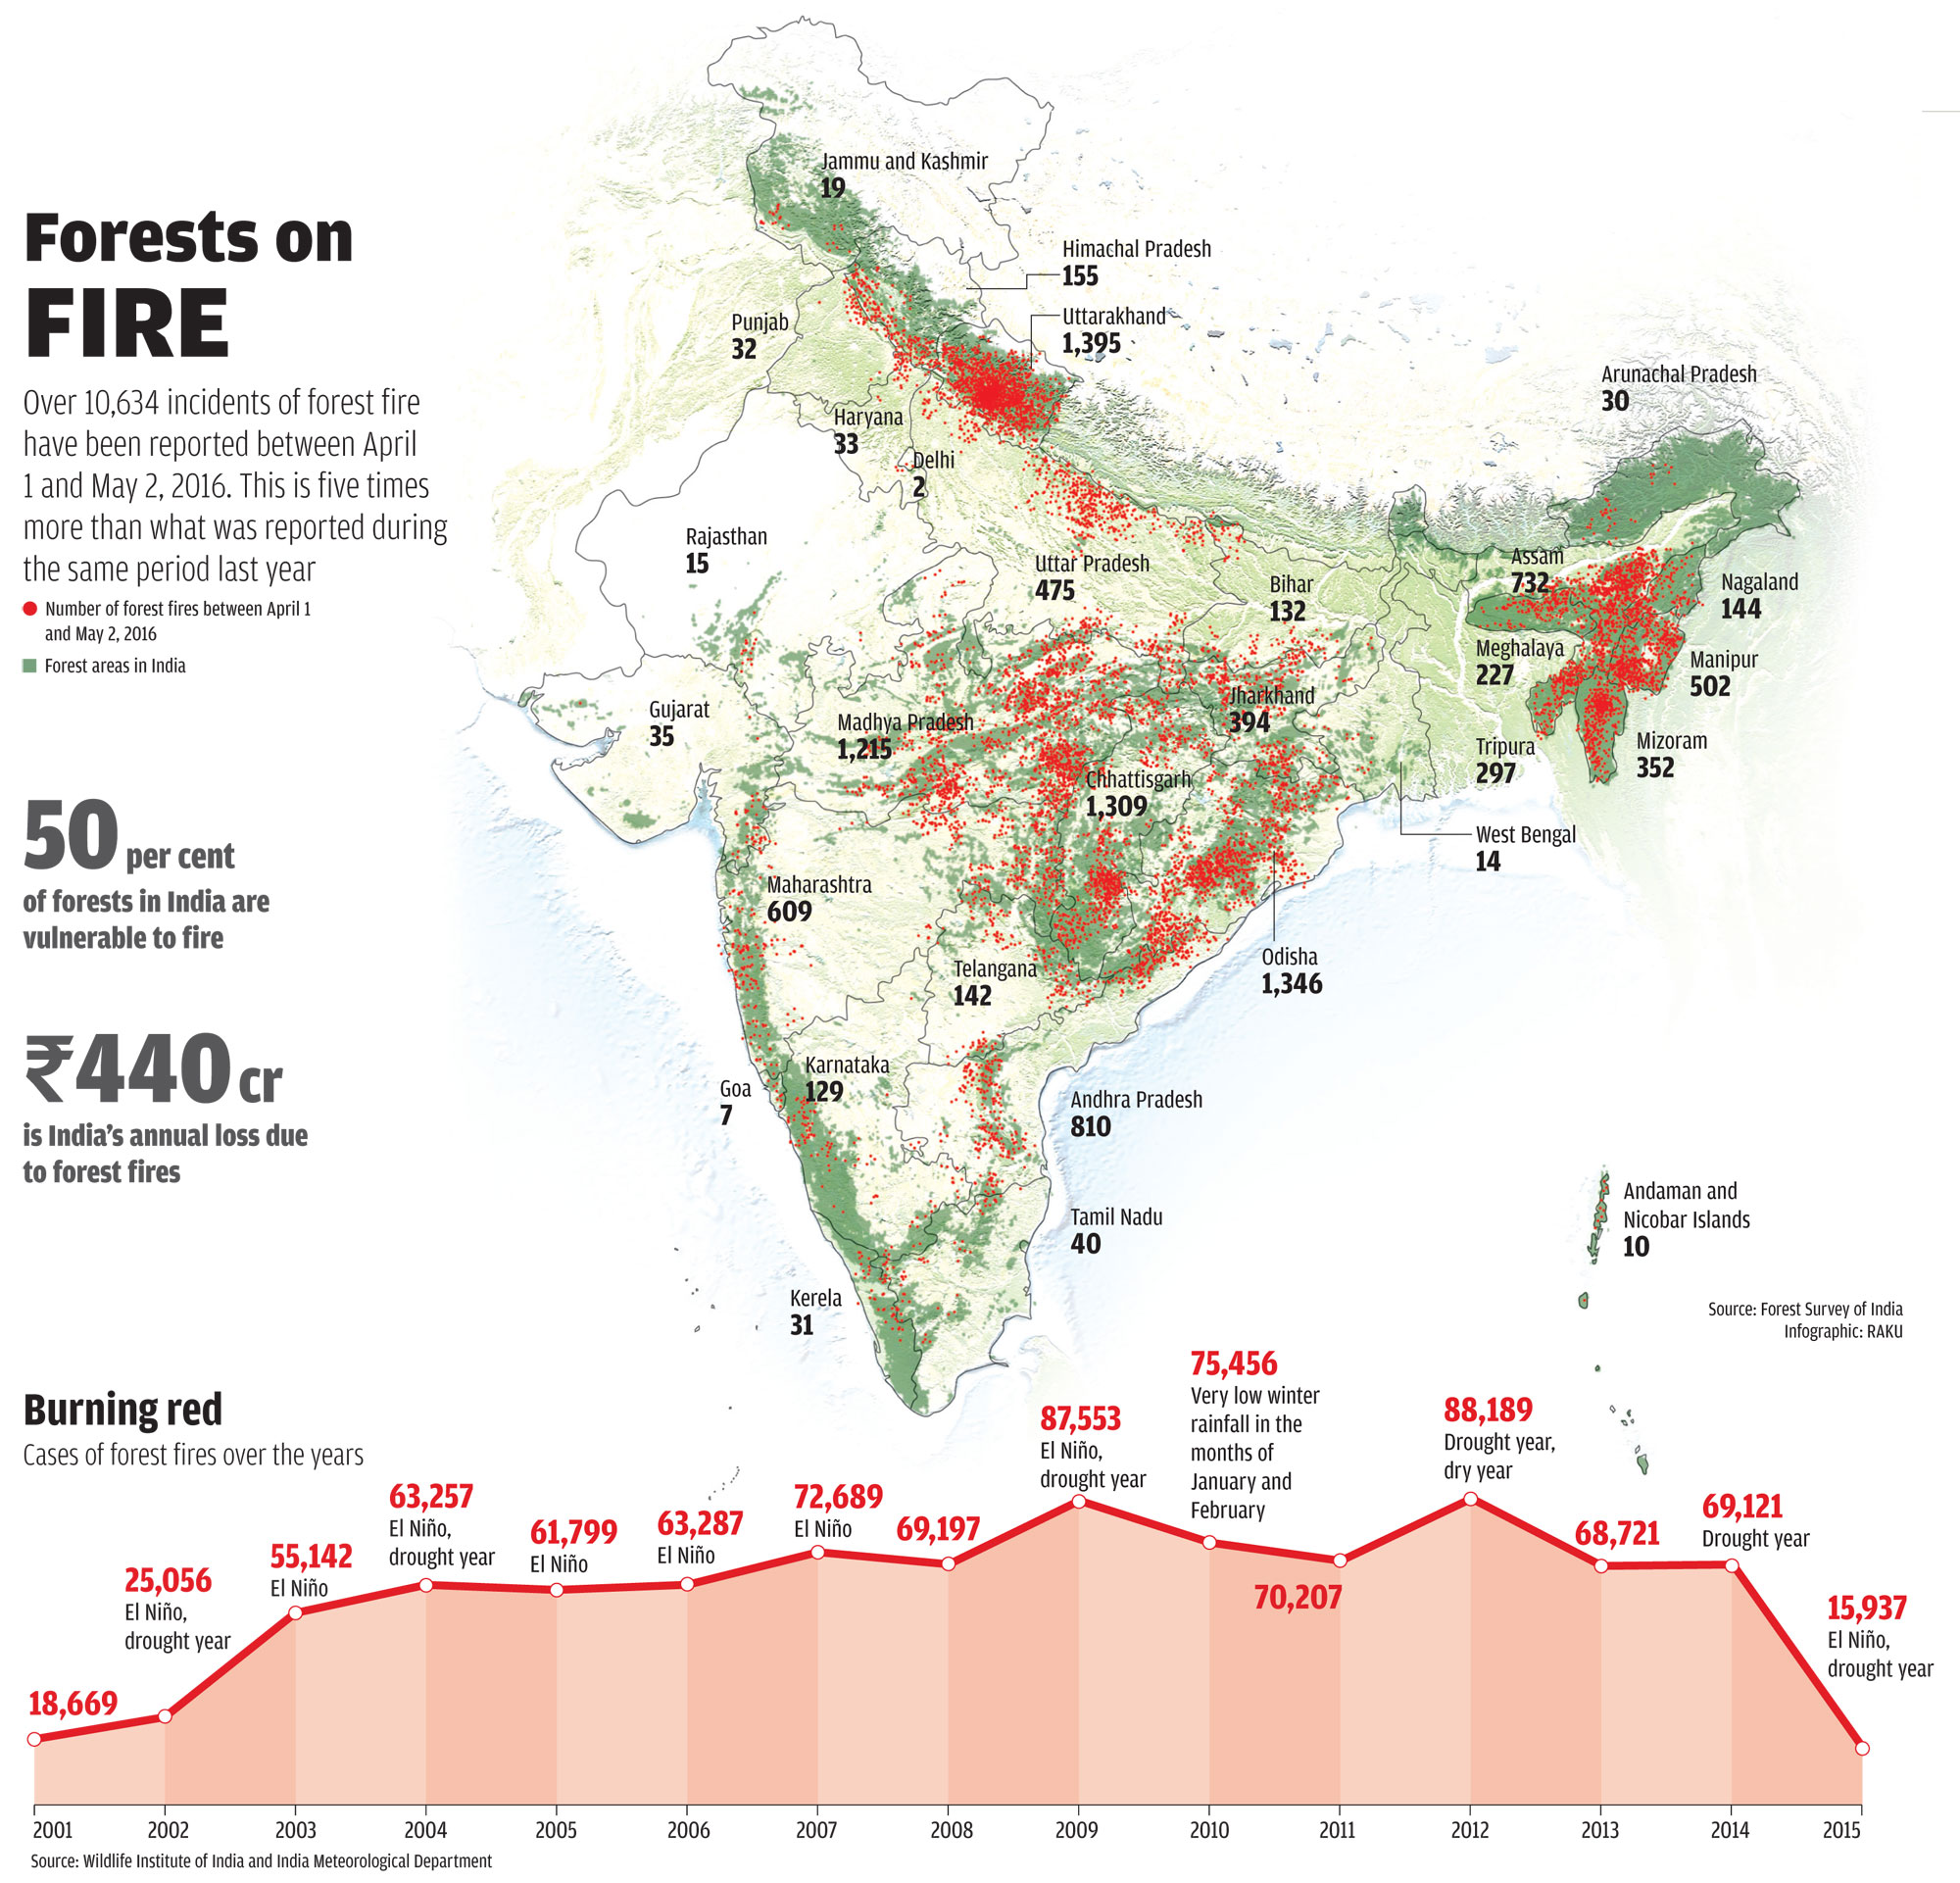 Forests on
FIRE
Over 10,634 incidents of forest fire
have been reported between April
1 and May 2, 2016. This is five times
more than what was reported during
the same period last year
Number of forest fires between April 1
and May 2, 2016
Forest areas in India
50 per cent
of forests in India are
vulnerable to fire
₹440 cr
is India’s annual loss due
to forest fires
Jammu and Kashmir
19
Himachal Pradesh
155
Uttarakhand
1,395
Punjab
32
Haryana
33
Delhi
2
Arunachal Pradesh
30
Rajasthan
15
Uttar Pradesh
475
Bihar
132
Assam
732
Nagaland
144
Meghalaya
227
Manipur
502
Gujarat
35
Madhya Pradesh
1,215
Jharkhand
394
Tripura
297
Mizoram
352
Chhattisgarh
1,309
West Bengal
14
Maharashtra
609
Telangana
142
Odisha
1,346
Goa
7
Karnataka
129
Andhra Pradesh
810
Tamil Nadu
40
Kerela
31
Andaman and
Nicobar Islands
10
Source: Forest Survey of India
Infographic: RAKU
Burning red
Cases of forest fires over the years
18,669
25,056
El Niño,
drought year
55,142
El Niño
63,257
El Niño,
drought year
61,799
El Niño
63,287
El Niño
72,689
El Niño
69,197
87,553
El Niño,
drought year
75,456
Very low winter
rainfall in the
months of
January and
February
70,207
88,189
Drought year,
dry year
68,721
69,121
Drought year
15,937
El Niño,
drought year
2001 2002 2003 2004 2005 2006 2007 2008 2009 2010 2011 2012 2013 2014 2015
Source: Wildlife Institute of India and India Meteorological Department